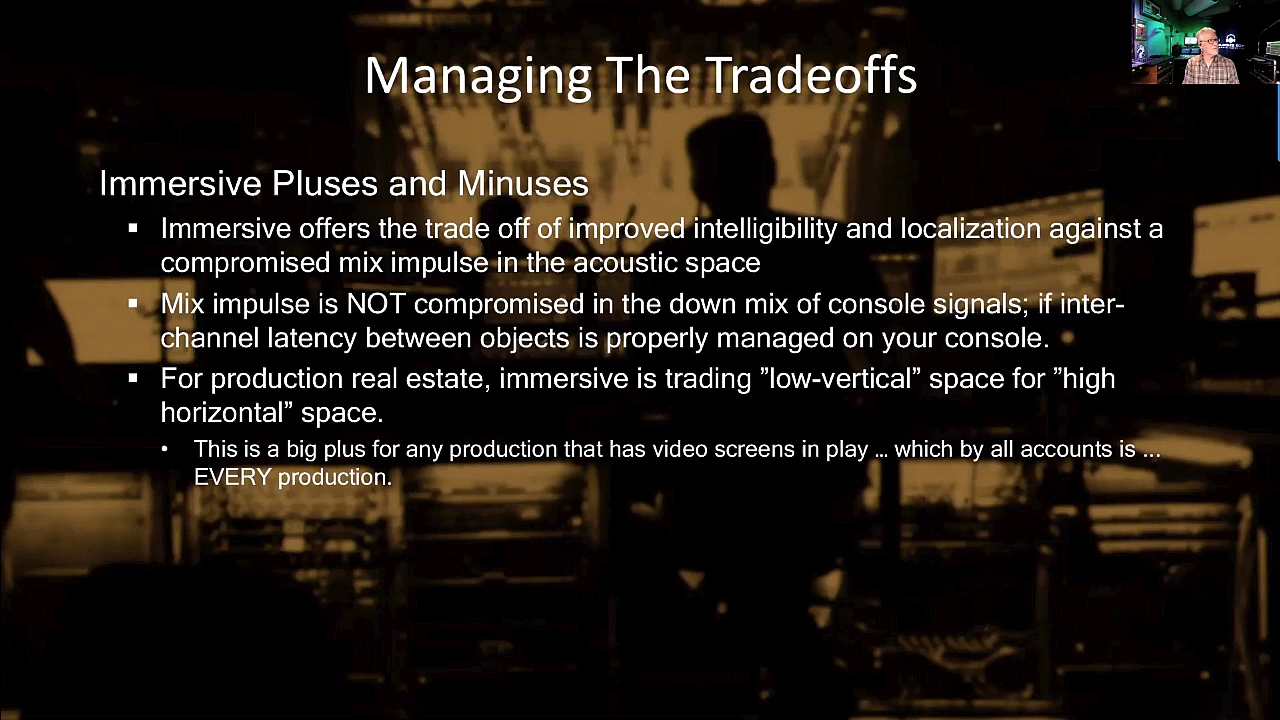 Managing The Tradeoffs
Immersive Pluses and Minuses
▪ Immersive offers the trade off of improved intelligibility and localization against a
compromised mix impulse in the acoustic space
▪ Mix impulse is NOT compromised in the down mix of console signals; if inter-
channel latency between objects is properly managed on your console.
▪ For production real estate, immersive is trading ”low-vertical” space for ”high
horizontal” space.
• This is a big plus for any production that has video screens in play … which by all accounts is …
EVERY production.